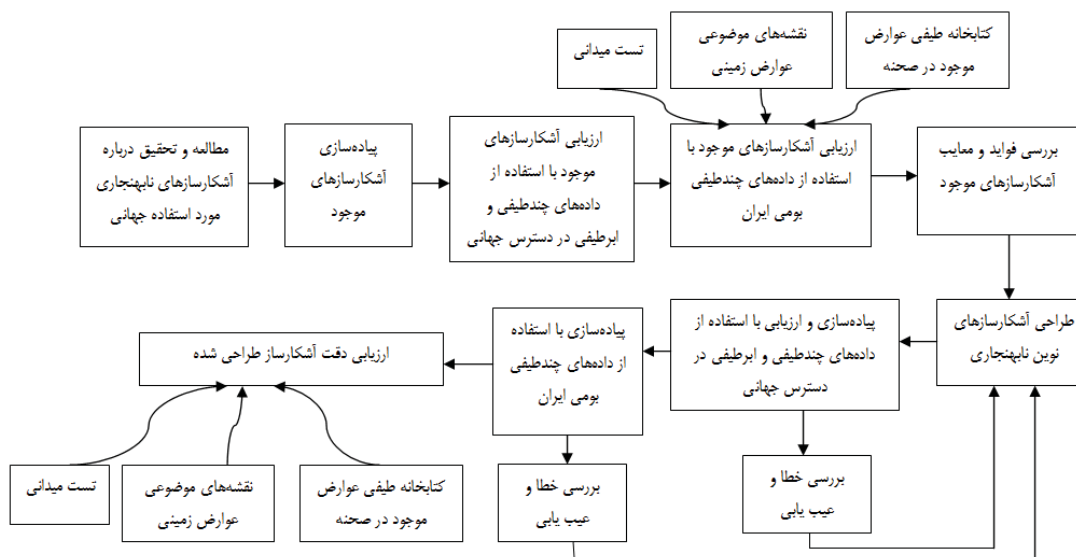 تست میدانی
نقشه‌های موضوعی
عوارض زمینی
کتابخانه طیفی عوارض
موجود در صحنه
مطالعه و تحقیق درباره
آشکارسازهای نابهنجاری
مورد استفاده جهانی
پیاده‌سازی
آشکارسازهای
موجود
ارزیابی آشکارسازهای
موجود با استفاده از
داده‌های چندطیفی و
ابرطیفی در دسترس جهانی
ارزیابی آشکارسازهای موجود با
استفاده از داده‌های چندطیفی
بومی ایران
بررسی فواید و معایب
آشکارسازهای موجود
طراحی آشکارسازهای
نوین نابهنجاری
پیاده‌سازی و ارزیابی با استفاده از
داده‌های چندطیفی و ابرطیفی در
دسترس جهانی
پیاده‌سازی با استفاده
از داده‌های چندطیفی
بومی ایران
ارزیابی دقت آشکارساز طراحی شده
بررسی خطا و
عیب یابی
بررسی خطا و
عیب یابی
کتابخانه طیفی عوارض
موجود در صحنه
نقشه‌های موضوعی
عوارض زمینی
تست میدانی